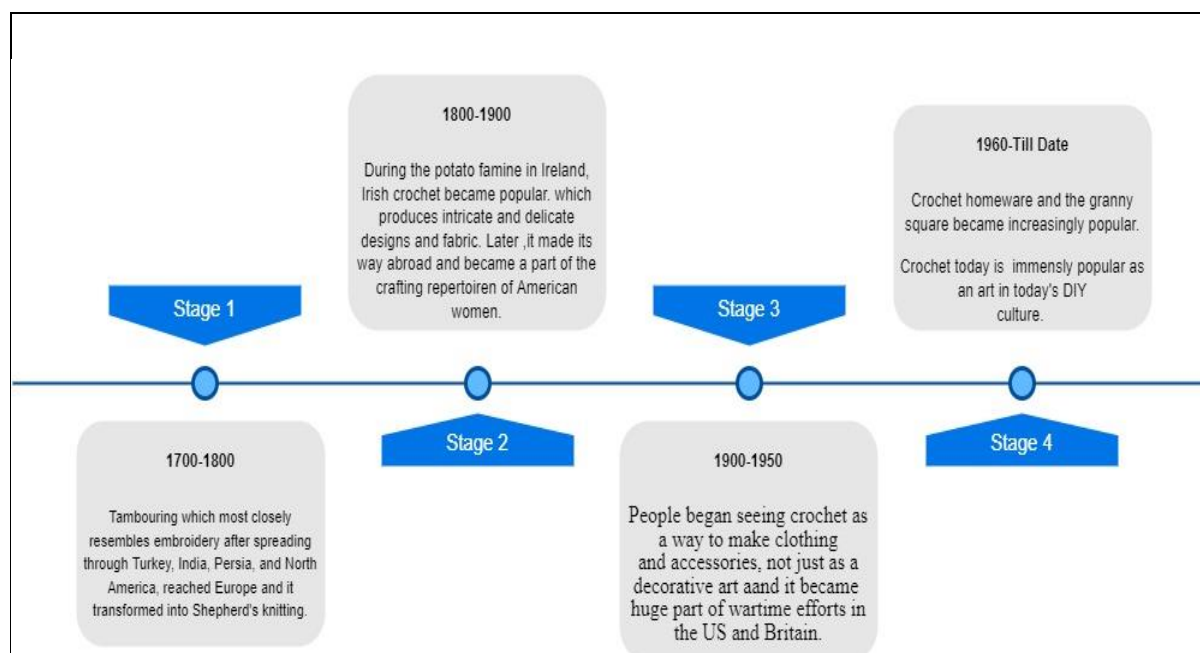 Stage 1
1700-1800
Tambouring which most closely
resembles embroidery after spreading
through Turkey, India, Persia, and North
America, reached Europe and it
transformed into Shepherd's knitting.
1800-1900
During the potato famine in Ireland,
Irish crochet became popular. which
produces intricate and delicate
designs and fabric. Later ,it made its
way abroad and became a part of the
crafting repertoiren of American
women.
Stage 2
Stage 3
1900-1950
People began seeing crochet as
a way to make clothing
and accessories, not just as a
decorative art aand it became
huge part of wartime efforts in
the US and Britain.
1960-Till Date
Crochet homeware and the granny
square became increasingly popular.
Crochet today is immensly popular as
an art in today's DIY
culture.
Stage 4